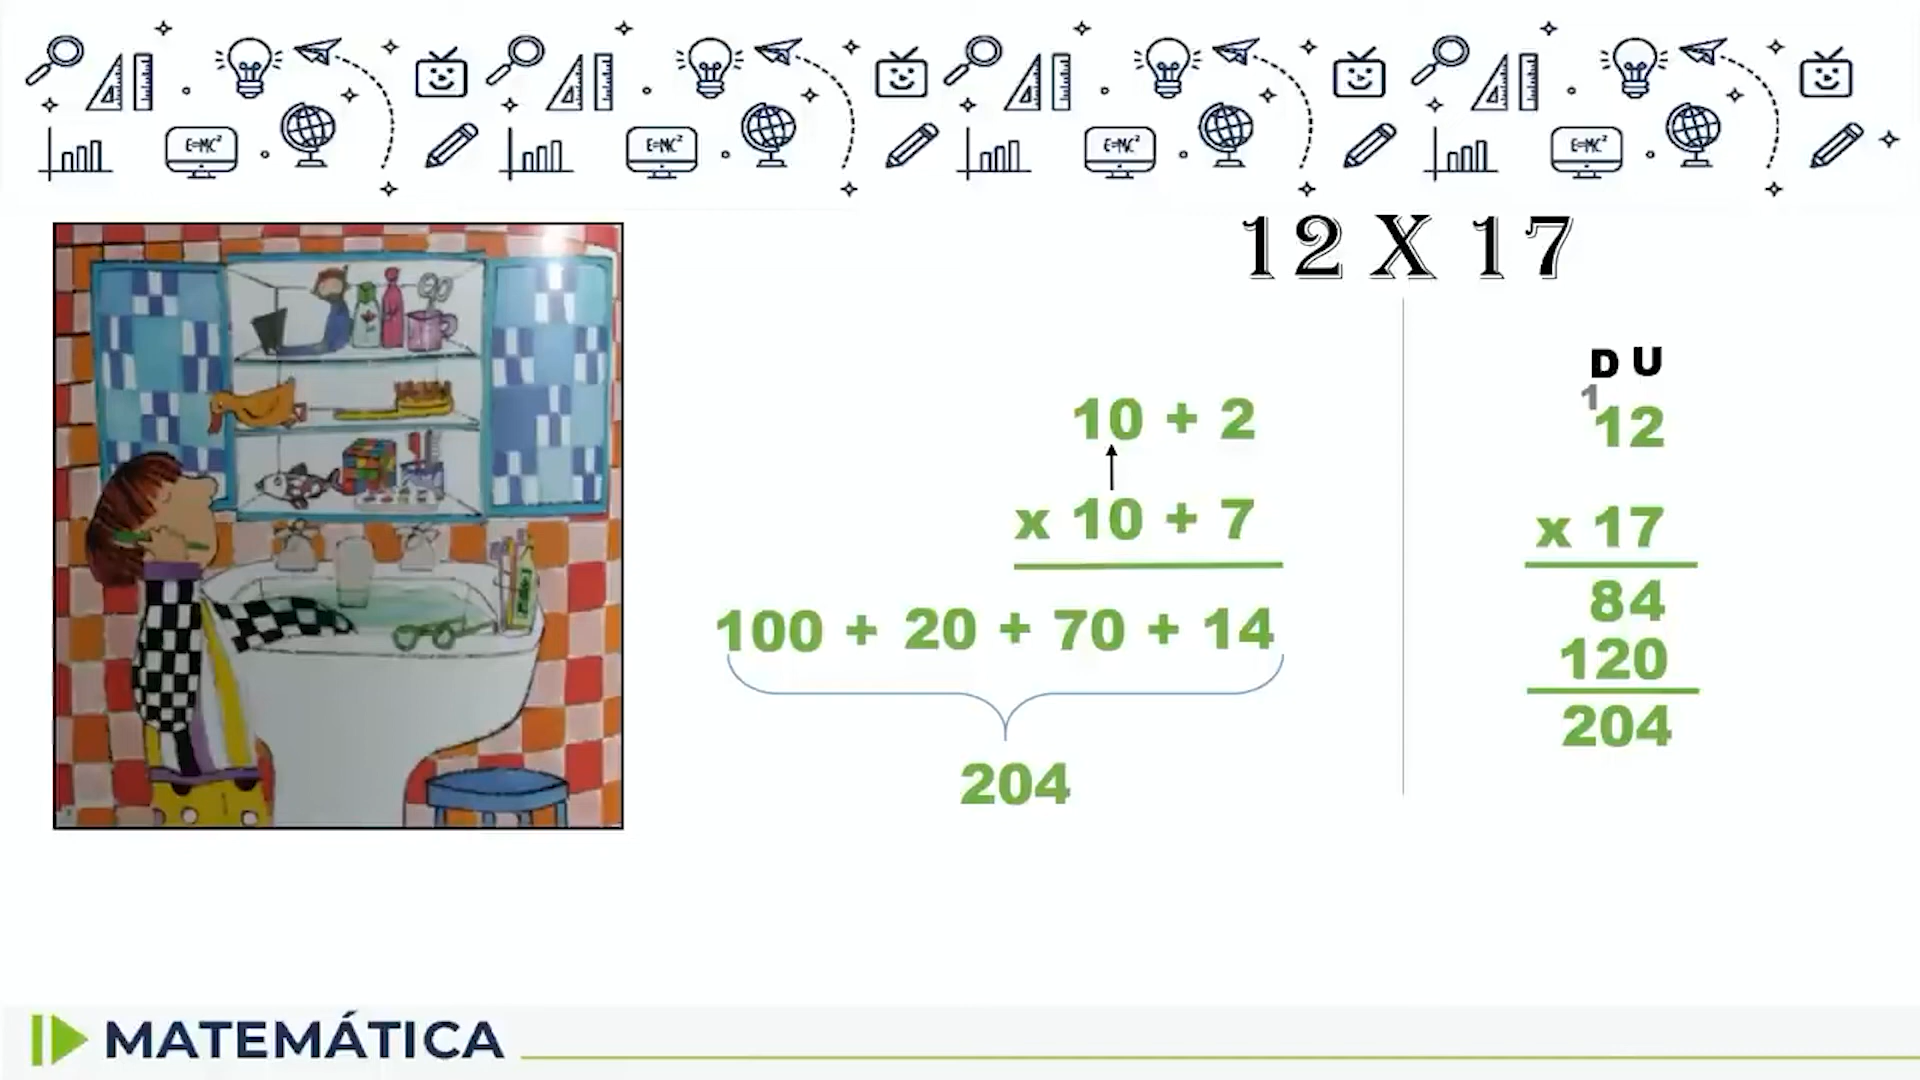 E=MC²
E=MC²
E=MC²
E=MC²
12 X 17
10 + 2
x 10 + 7
100 + 20 + 70 + 14
204
D U
1
12
x 17
84
120
204
MATEMÁTICA